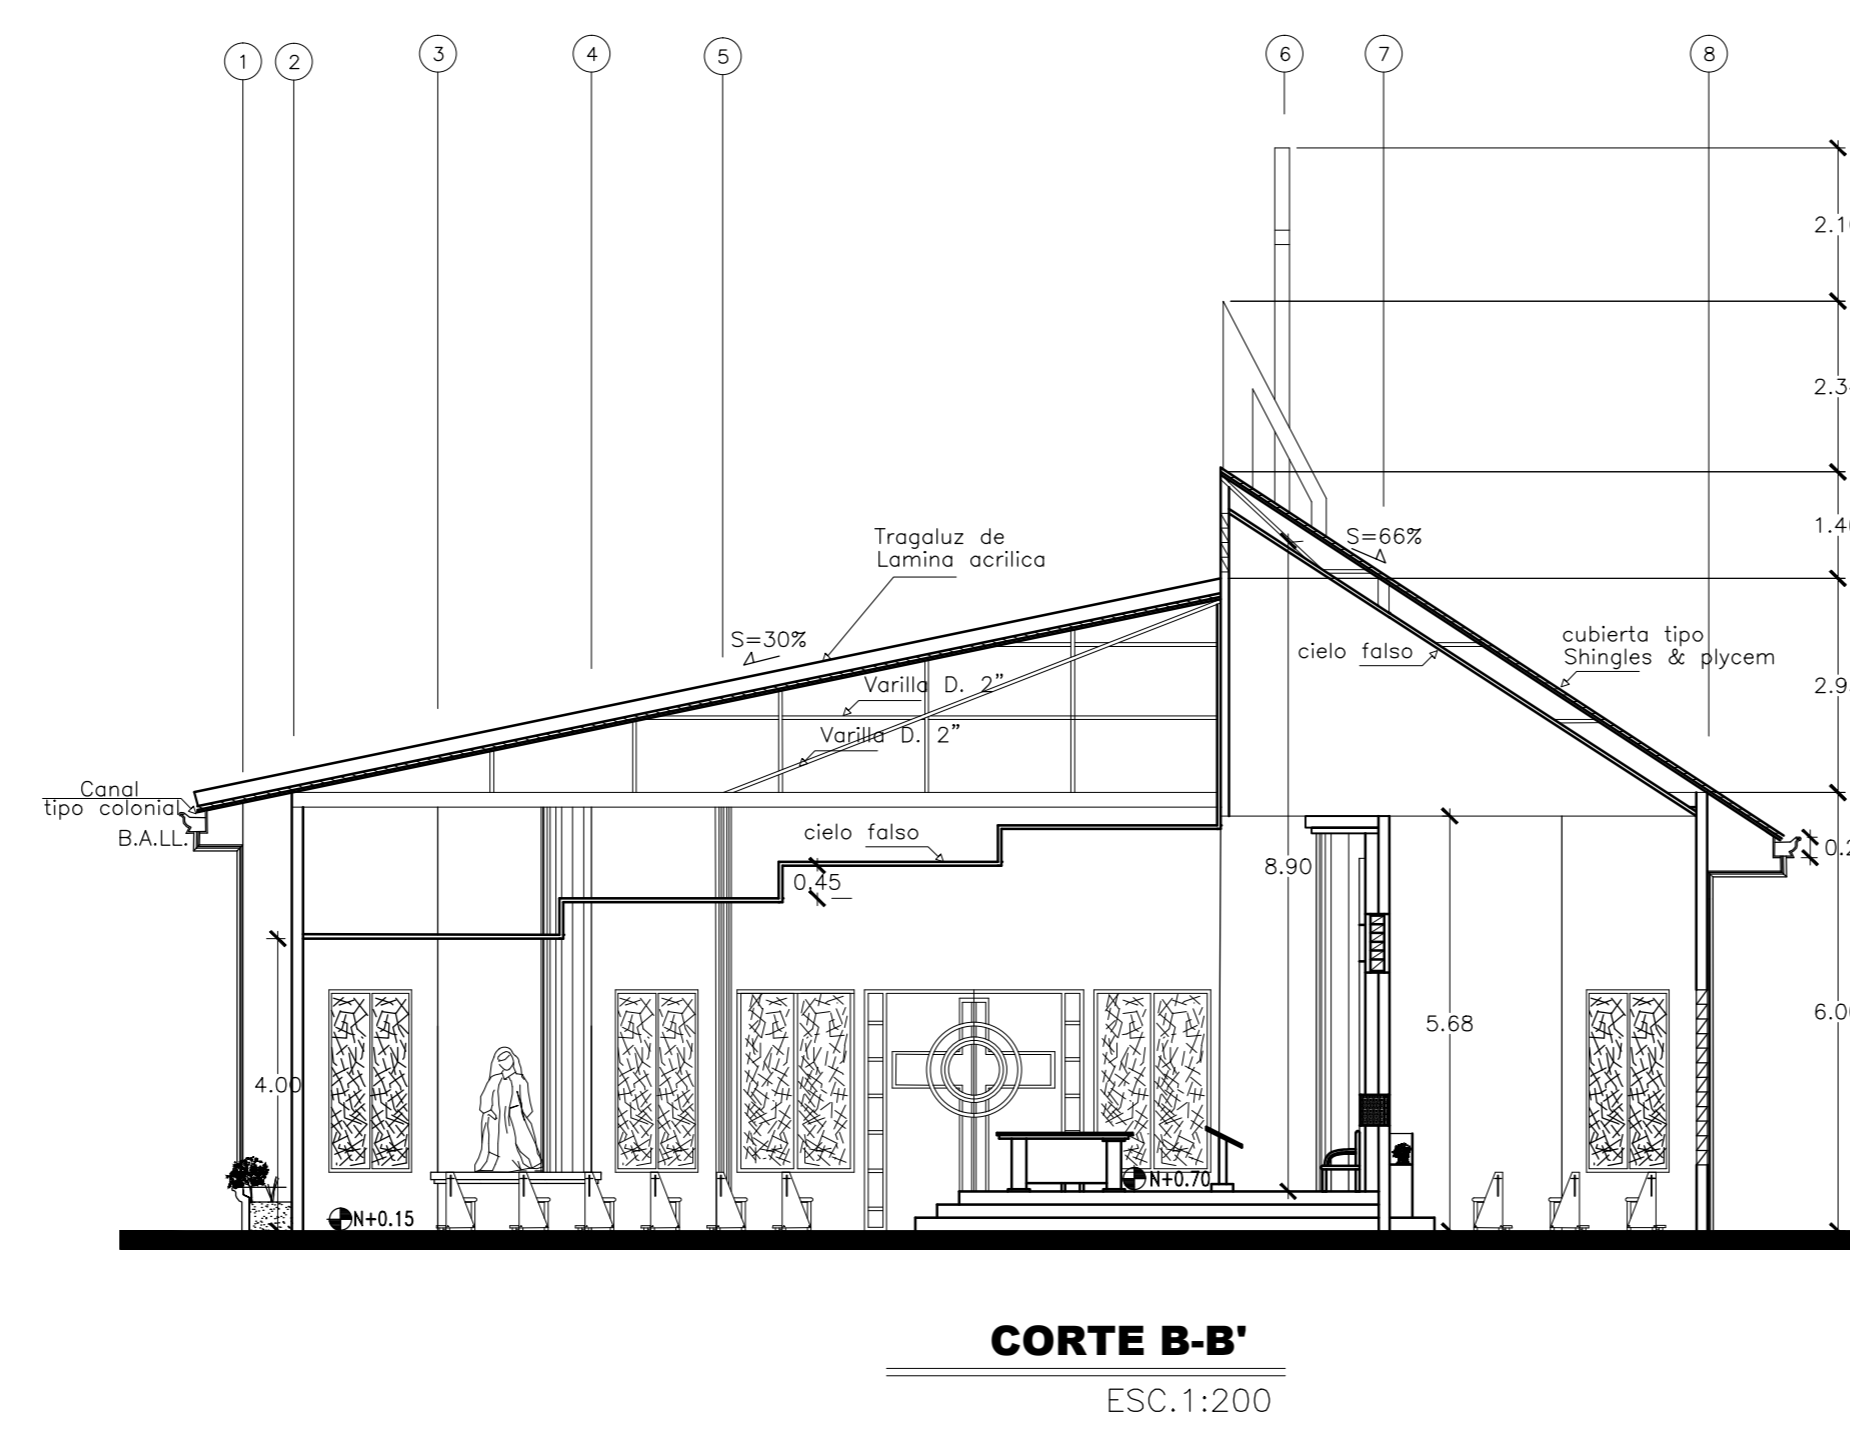 1
2
3
4
5
6
7
8
Tragaluz de
Lamina acrilica
S=66%
S=30%
cielo falso
cubierta tipo
Shingles & plycem
Varilla D. 2”
Varilla D. 2”
Canal
tipo colonial
B.A.LL.
cielo falso
0.45
8.90
5.68
4.00
N+0.70
N+0.15
CORTE B-B'
ESC.1:200